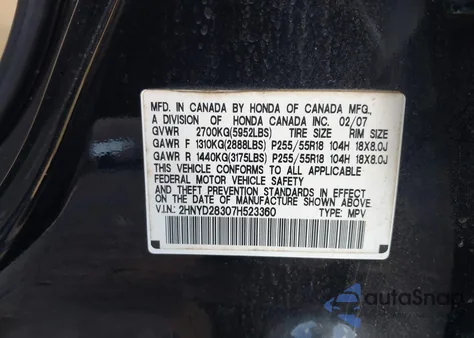 MFD. IN CANADA BY HONDA OF CANADA MFG.,
A DIVISION OF HONDA CANADA INC. 02/07
GVWR 2700KG(5952LBS) TIRE SIZE RIM SIZE
GAWR F 1310KG(2888LBS) P255/55R18 104H 18X8.0J
GAWR R 1440KG(3175LBS) P255/55R18 104H 18X8.0J
THIS VEHICLE CONFORMS TO ALL APPLICABLE
FEDERAL MOTOR VEHICLE SAFETY
STANDARDS IN EFFECT ON THE DATE
OF MANUFACTURE SHOWN ABOVE.
V.I.N.: 2HNYD28307H523360 TYPE: MPV
autoSnap